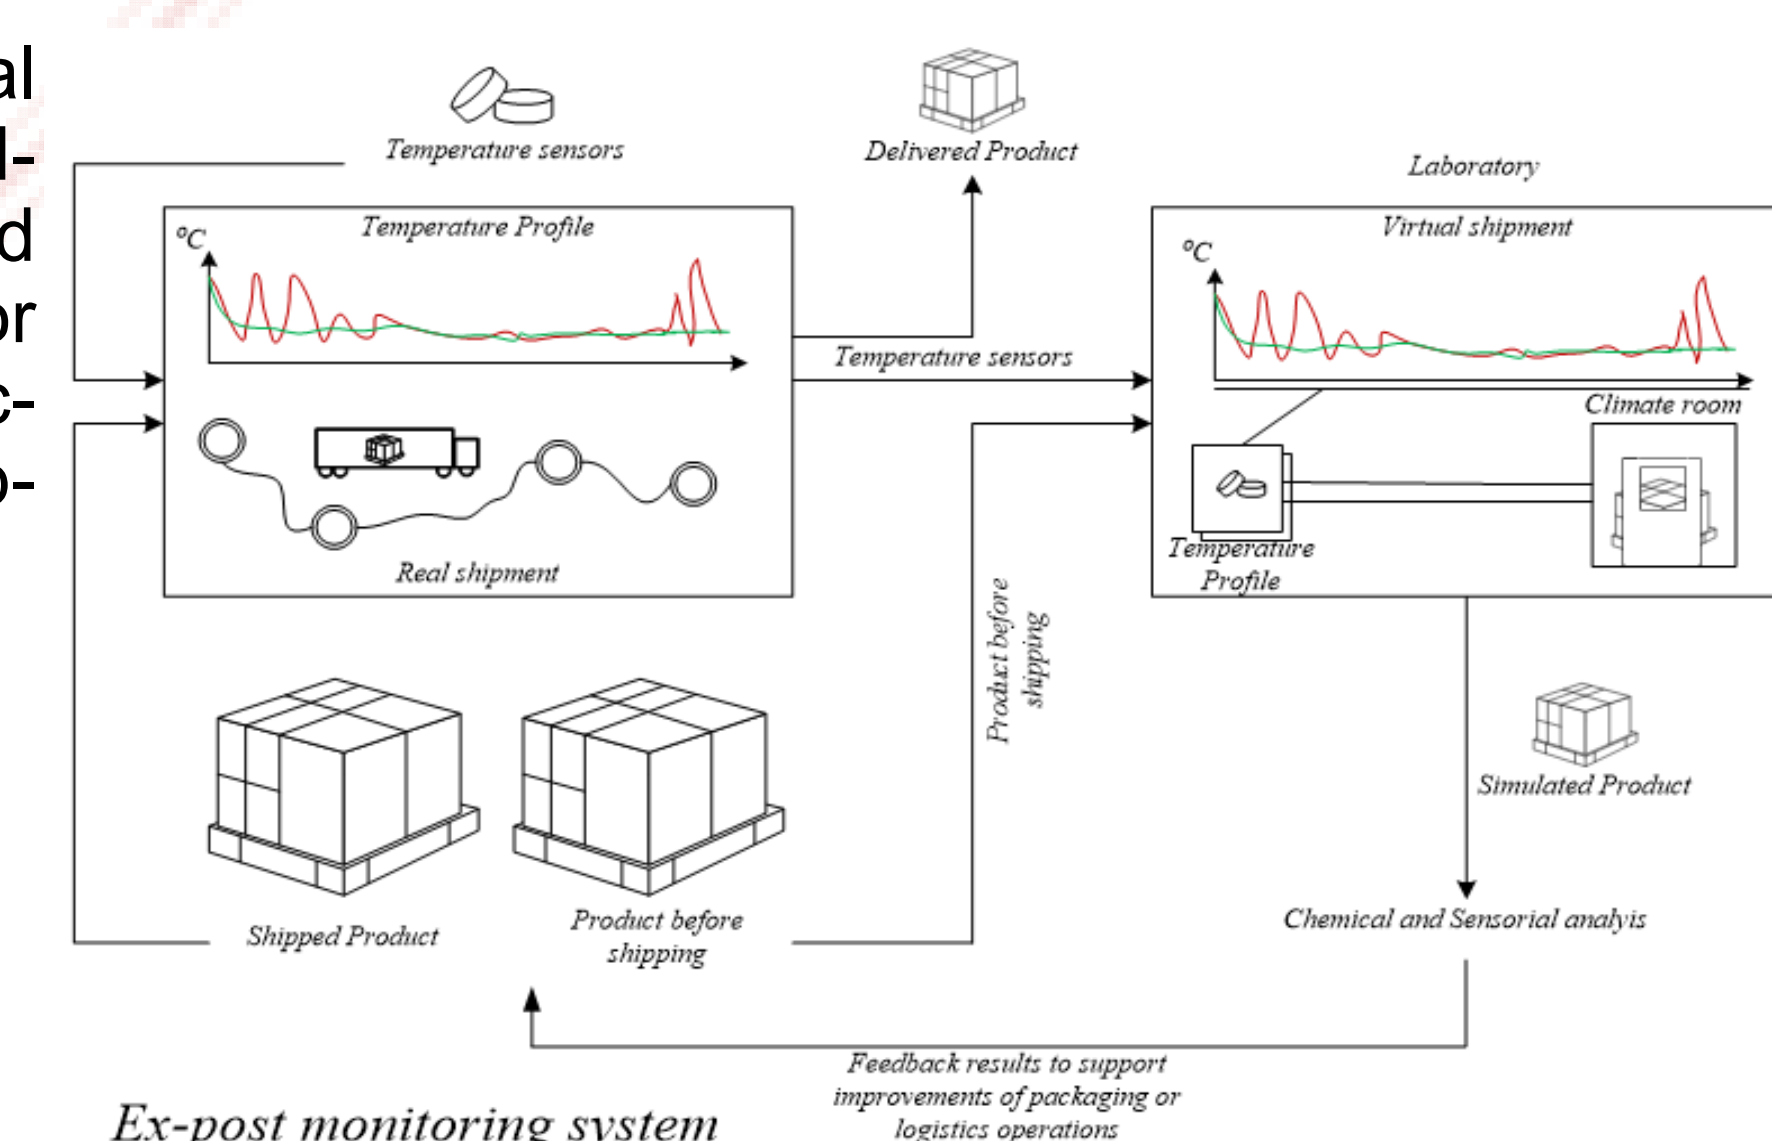 al
l-
d
or
c-
o-
Temperature sensors
Delivered Product
Laboratory
Temperature Profile
°C
Real shipment
Temperature sensors
Virtual shipment
°C
Climate room
Temperature
Profile
Product before
shipping
Simulated Product
Shipped Product
Product before
shipping
Chemical and Sensorial analyis
Feedback results to support
improvements of packaging or
logistics operations
Ex-post monitoring system